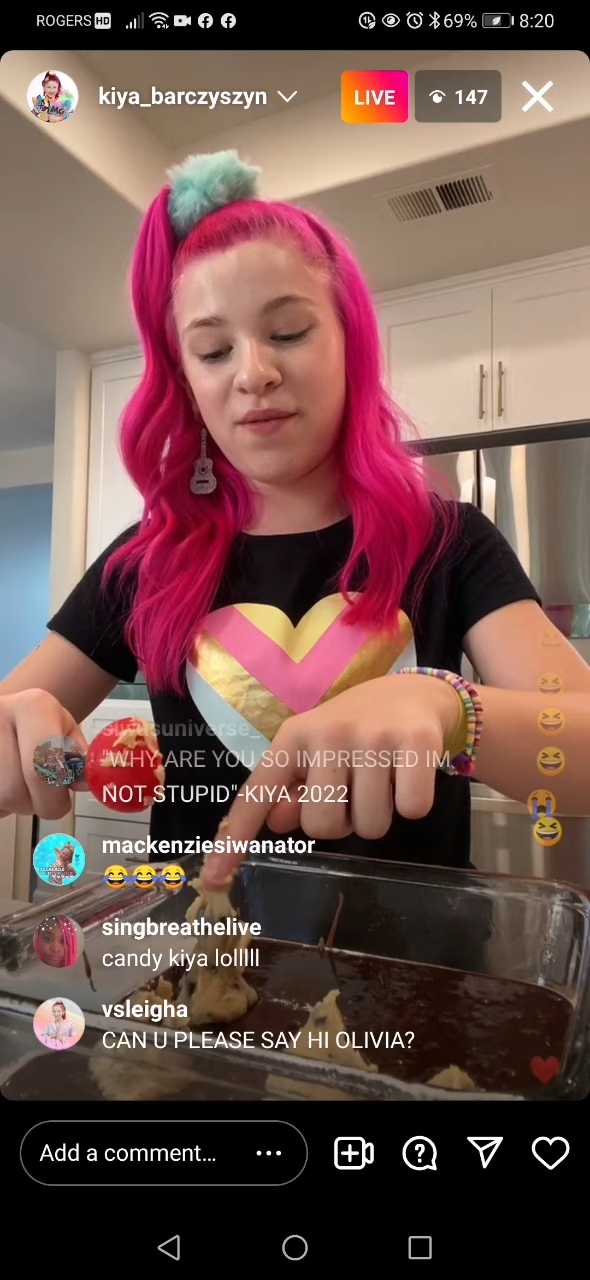 ROGERS HD 69% 8:20
kiya_barczyszyn LIVE 147
"WHY ARE YOU SO IMPRESSED IM
NOT STUPID"-KIYA 2022
mackenziesiwanator
😂😂😂
singbreathelive
candy kiya lolllll
vsleigha
CAN U PLEASE SAY HI OLIVIA?
Add a comment...